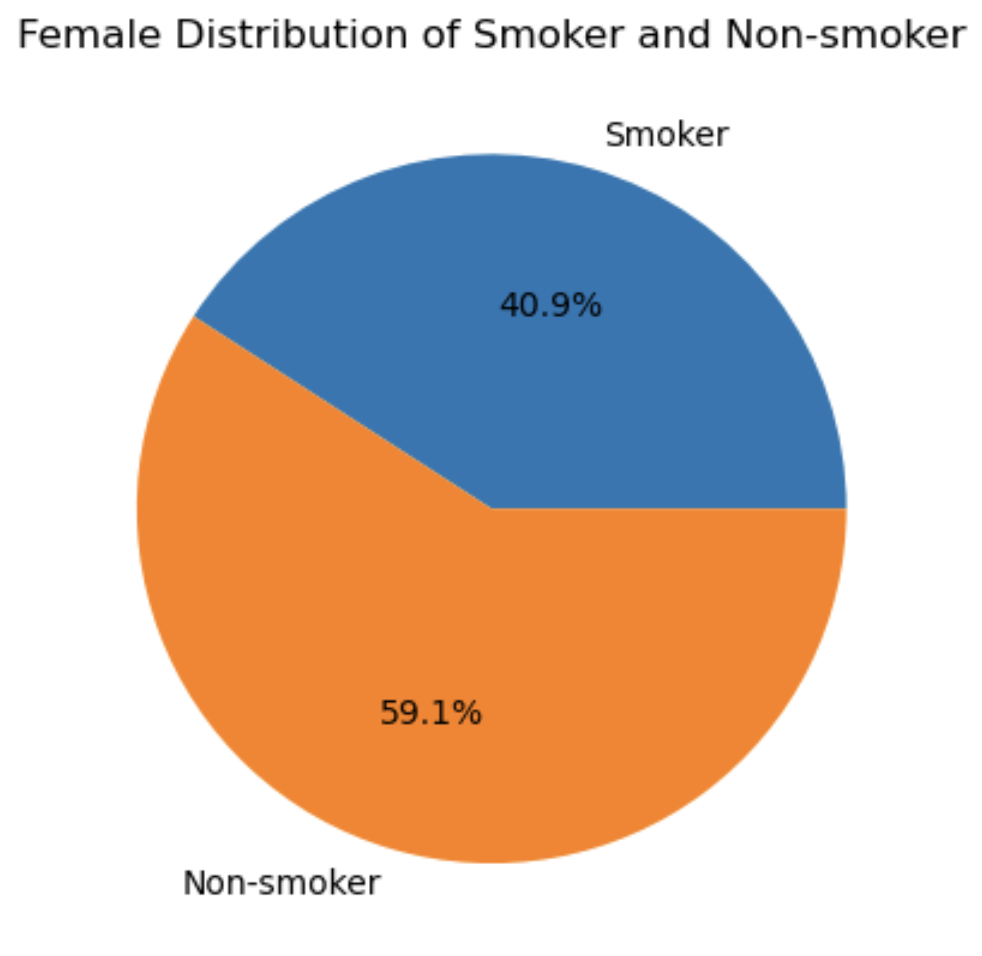 Female Distribution of Smoker and Non-smoker
Smoker
40.9%
59.1%
Non-smoker